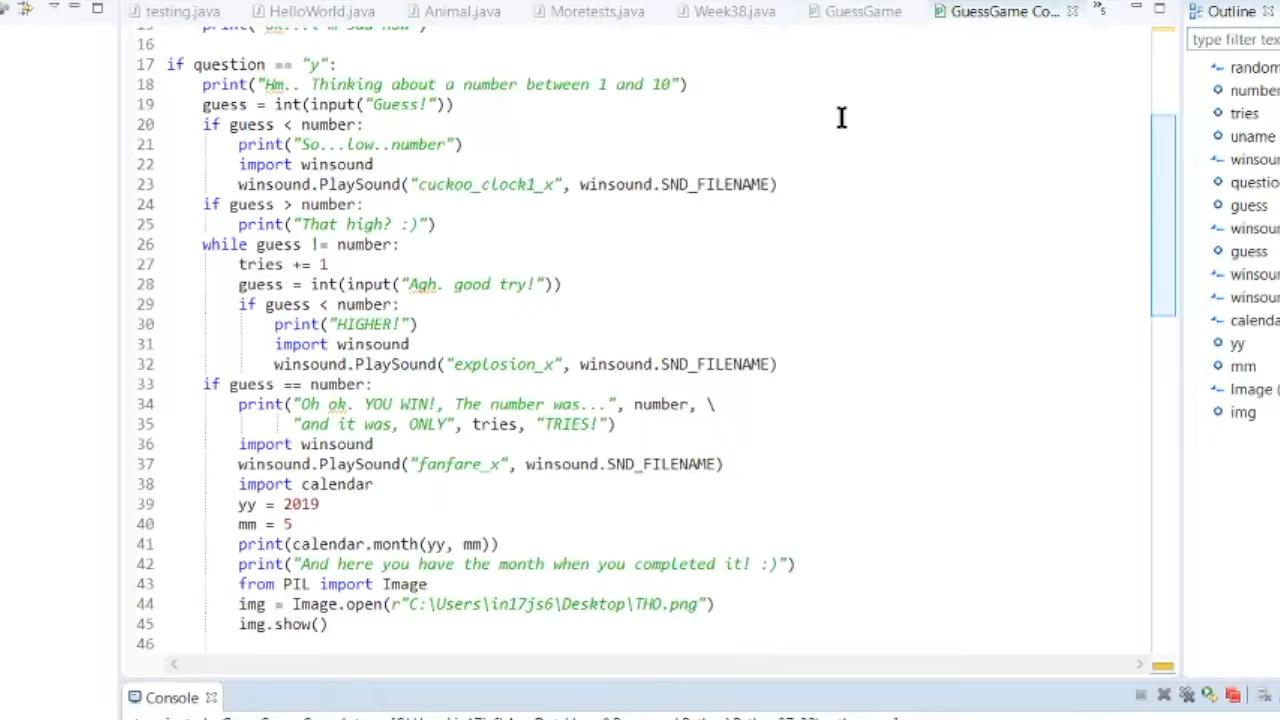 testing.java HelloWorld.java Animal.java Moretests.java Week38.java GuessGame GuessGame Co... 5 Outline
type filter tex
15 print("ok...I'm sad now")
16
17 if question == "y":
18 print("Hm.. Thinking about a number between 1 and 10")
19 guess = int(input("Guess!"))
20 if guess < number:
21 print("So...low..number")
22 import winsound
23 winsound.PlaySound("cuckoo_clock1_x", winsound.SND_FILENAME)
24 if guess > number:
25 print("That high? :)")
26 while guess != number:
27 tries += 1
28 guess = int(input("Agh. good try!"))
29 if guess < number:
30 print("HIGHER!")
31 import winsound
32 winsound.PlaySound("explosion_x", winsound.SND_FILENAME)
33 if guess == number:
34 print("Oh ok. YOU WIN!, The number was...", number, \
35 "and it was, ONLY", tries, "TRIES!")
36 import winsound
37 winsound.PlaySound("fanfare_x", winsound.SND_FILENAME)
38 import calendar
39 yy = 2019
40 mm = 5
41 print(calendar.month(yy, mm))
42 print("And here you have the month when you completed it! :)")
43 from PIL import Image
44 img = Image.open(r"C:\Users\in17js6\Desktop\THO.png")
45 img.show()
46
random
number
tries
uname
winsour
questio
guess
winsour
guess
winsour
winsour
calenda
yy
mm
Image (
img
Console